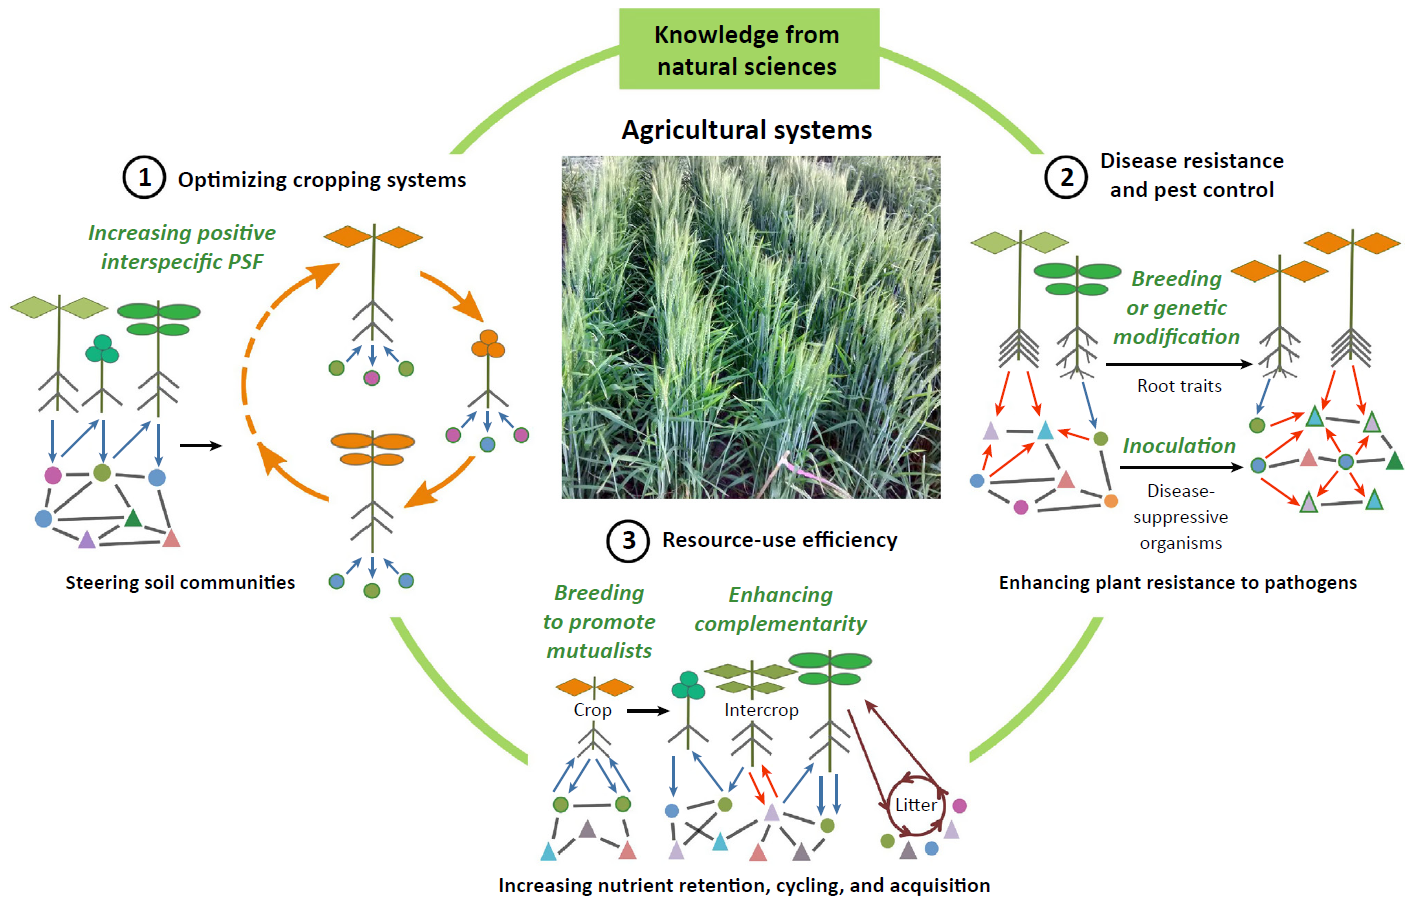 Knowledge from
natural sciences
Agricultural systems
1
Optimizing cropping systems
Increasing positive
interspecific PSF
Steering soil communities
2
Disease resistance
and pest control
Breeding
or genetic
modification
Root traits
Inoculation
Disease-
suppressive
organisms
Enhancing plant resistance to pathogens
3
Resource-use efficiency
Breeding
to promote
mutualists
Enhancing
complementarity
Crop
Intercrop
Litter
Increasing nutrient retention, cycling, and acquisition